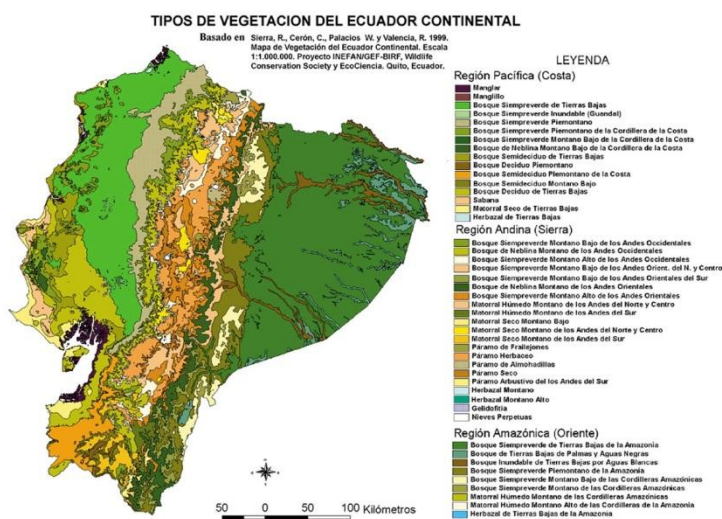 TIPOS DE VEGETACION DEL ECUADOR CONTINENTAL
Basado en Sierra, R., Cerón, C., Palacios W. y Valencia, R. 1999.
Mapa de Vegetación del Ecuador Continental. Escala
1:1.000.000. Proyecto INEFAN/GEF-BIRF, Wildlife
Conservation Society y EcoCiencia. Quito, Ecuador.
LEYENDA
Región Pacífica (Costa)
Manglar
Manglillo
Bosque Siempreverde de Tierras Bajas
Bosque Siempreverde Inundable (Guandal)
Bosque Siempreverde Piemontano
Bosque Siempreverde Piemontano de la Cordillera de la Costa
Bosque Siempreverde Montano Bajo de la Cordillera de la Costa
Bosque de Neblina Montano Bajo de la Cordillera de la Costa
Bosque Semideciduo de Tierras Bajas
Bosque Deciduo Piemontano
Bosque Semideciduo Piemontano de la Costa
Bosque Semideciduo Montano Bajo
Bosque Deciduo de Tierras Bajas
Sabana
Matorral Seco de Tierras Bajas
Herbazal de Tierras Bajas
Región Andina (Sierra)
Bosque Siempreverde Montano Bajo de los Andes Occidentales
Bosque de Neblina Montano de los Andes Occidentales
Bosque Siempreverde Montano Alto de los Andes Occidentales
Bosque Siempreverde Montano Bajo de los Andes Orient. del N. y Centro
Bosque Siempreverde Montano Bajo de los Andes Orientales del Sur
Bosque de Neblina Montano de los Andes Orientales
Bosque Siempreverde Montano Alto de los Andes Orientales
Matorral Húmedo Montano de los Andes del Norte y Centro
Matorral Húmedo Montano de los Andes del Sur
Matorral Seco Montano Bajo
Matorral Seco Montano de los Andes del Norte y Centro
Matorral Seco Montano de los Andes del Sur
Páramo de Frailejones
Páramo Herbaceo
Páramo de Almohadillas
Páramo Seco
Páramo Arbustivo del los Andes del Sur
Herbazal Montano
Herbazal Montano Alto
Gelidofitia
Nieves Perpetuas
Región Amazónica (Oriente)
Bosque Siempreverde de Tierras Bajas de la Amazonia
Bosque de Tierras Bajas de Palmas y Aguas Negras
Bosque Inundable de Tierras Bajas por Aguas Blancas
Bosque Siempreverde Piemontano de la Amazonia
Bosque Siempreverde Montano Bajo de las Cordilleras Amazónicas
Bosque Siempreverde Montano de las Cordilleras Amazónicas
Matorral Húmedo Montano de las Cordilleras Amazónicas
Matorral Húmedo Montano Alto de las Cordilleras Amazónicas
Herbazal de Tierras Bajas de la Amazonia
50 0 50 100 Kilómetros